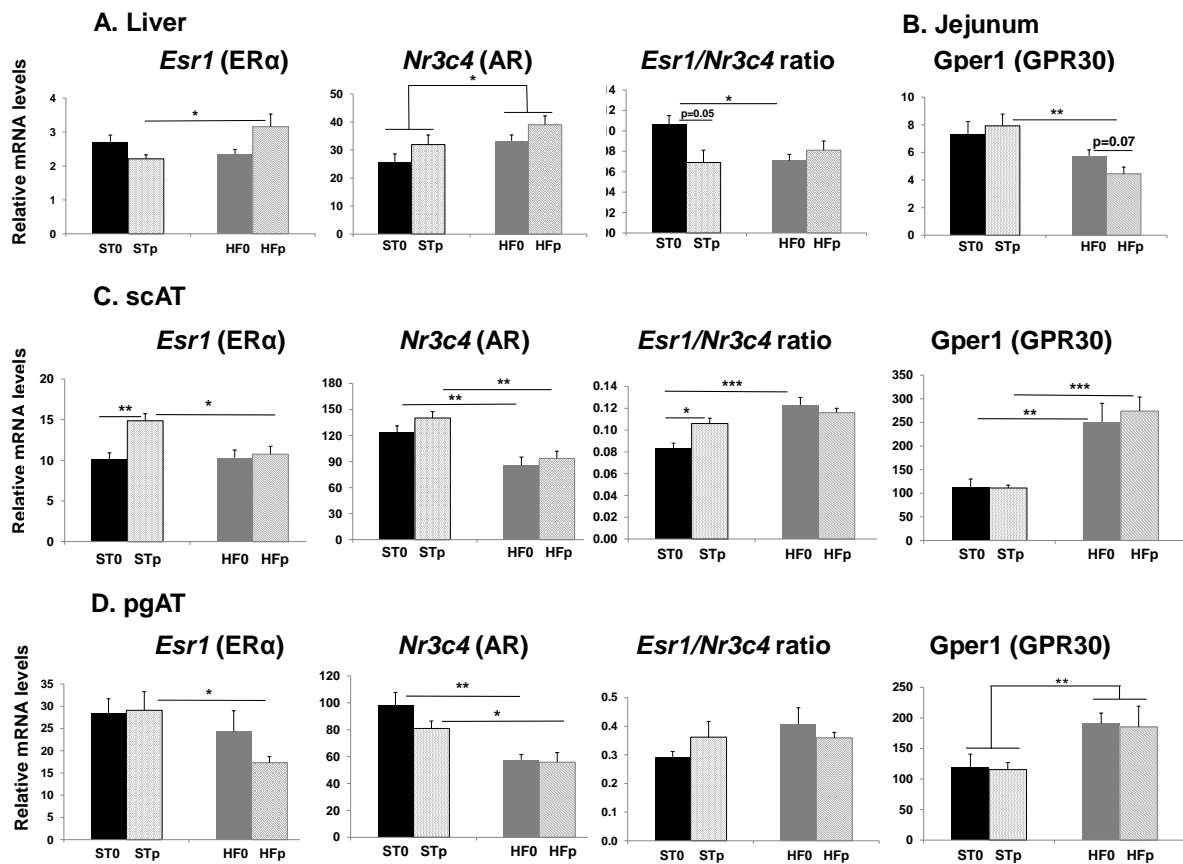 A. Liver
B. Jejunum
Esr1 (ERα)
Nr3c4 (AR)
Esr1/Nr3c4 ratio
Gper1 (GPR30)
Relative mRNA levels
4
3
2
1
0
*
ST0 STp HF0 HFp
50
40
30
20
10
0
*
ST0 STp HF0 HFp
14
12
10
08
06
04
02
00
*
p=0.05
ST0 STp HF0 HFp
8
6
4
2
0
**
p=0.07
ST0 STp HF0 HFp
C. scAT
Esr1 (ERα)
Nr3c4 (AR)
Esr1/Nr3c4 ratio
Gper1 (GPR30)
Relative mRNA levels
20
15
10
5
0
** *
ST0 STp HF0 HFp
180
150
120
90
60
30
0
**
**
ST0 STp HF0 HFp
0.14
0.12
0.10
0.08
0.06
0.04
0.02
0.00
***
*
ST0 STp HF0 HFp
350
300
250
200
150
100
50
0
***
**
ST0 STp HF0 HFp
D. pgAT
Esr1 (ERα)
Nr3c4 (AR)
Esr1/Nr3c4 ratio
Gper1 (GPR30)
Relative mRNA levels
35
30
25
20
15
10
5
0
*
ST0 STp HF0 HFp
100
80
60
40
20
0
**
*
ST0 STp HF0 HFp
0.5
0.4
0.3
0.2
0.1
0.0
ST0 STp HF0 HFp
250
200
150
100
50
0
**
ST0 STp HF0 HFp